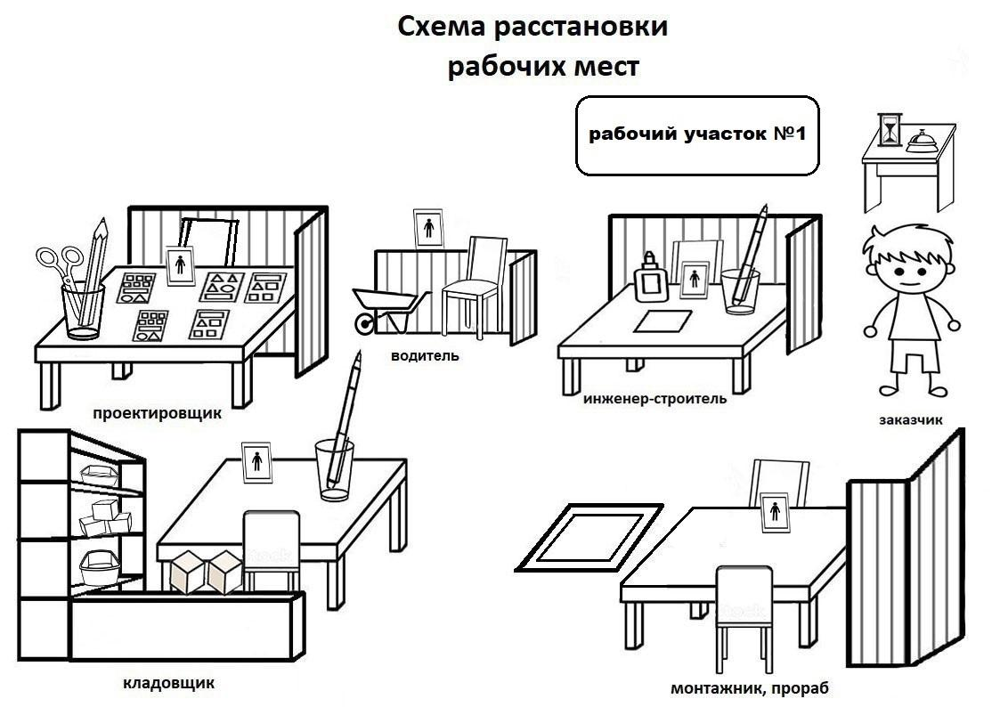 Схема расстановки
рабочих мест
рабочий участок №1
проектировщик
водитель
инженер-строитель
заказчик
кладовщик
монтажник, прораб